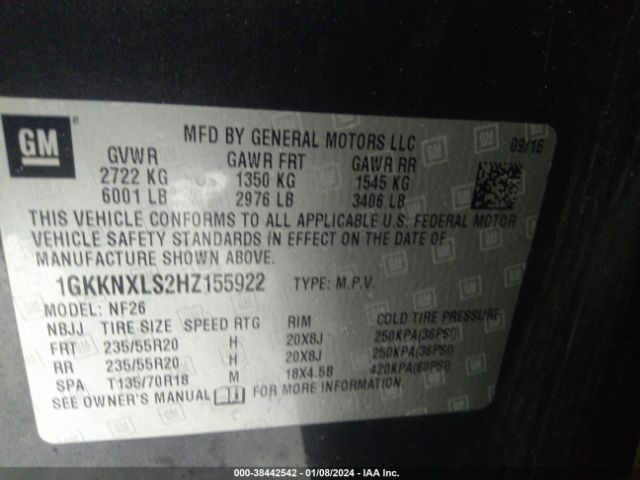 GM
®
MFD BY GENERAL MOTORS LLC 09/16
GVWR GAWR FRT GAWR RR
2722 KG 1350 KG 1545 KG
6001 LB 2976 LB 3406 LB
THIS VEHICLE CONFORMS TO ALL APPLICABLE U.S. FEDERAL MOTOR
VEHICLE SAFETY STANDARDS IN EFFECT ON THE DATE OF
MANUFACTURE SHOWN ABOVE.
1GKKNXLS2HZ155922 TYPE: M.P.V.
MODEL: NF26
NBJJ TIRE SIZE SPEED RTG RIM COLD TIRE PRESSURE
FRT 235/55R20 H 20X8J 250KPA(36PSI)
RR 235/55R20 H 20X8J 250KPA(36PSI)
SPA T135/70R18 M 18X4.5B 420KPA(60PSI)
SEE OWNER'S MANUAL FOR MORE INFORMATION.
000-38442542 | 01/08/2024 | IAA Inc.